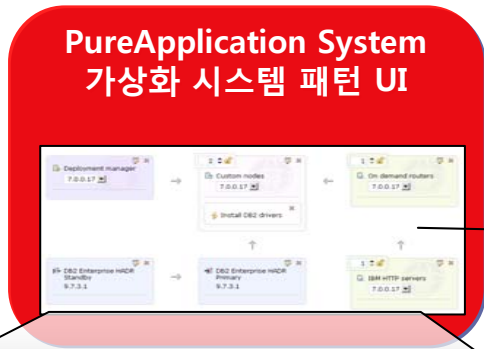 PureApplication System
가상화 시스템 패턴 UI
Deployment manager
7.0.0.17
Custom nodes
7.0.0.17
Install DB2 drivers
On demand routers
7.0.0.17
DB2 Enterprise HADR
Standby
9.7.3.1
DB2 Enterprise HADR
Primary
9.7.3.1
IBM HTTP servers
7.0.0.17